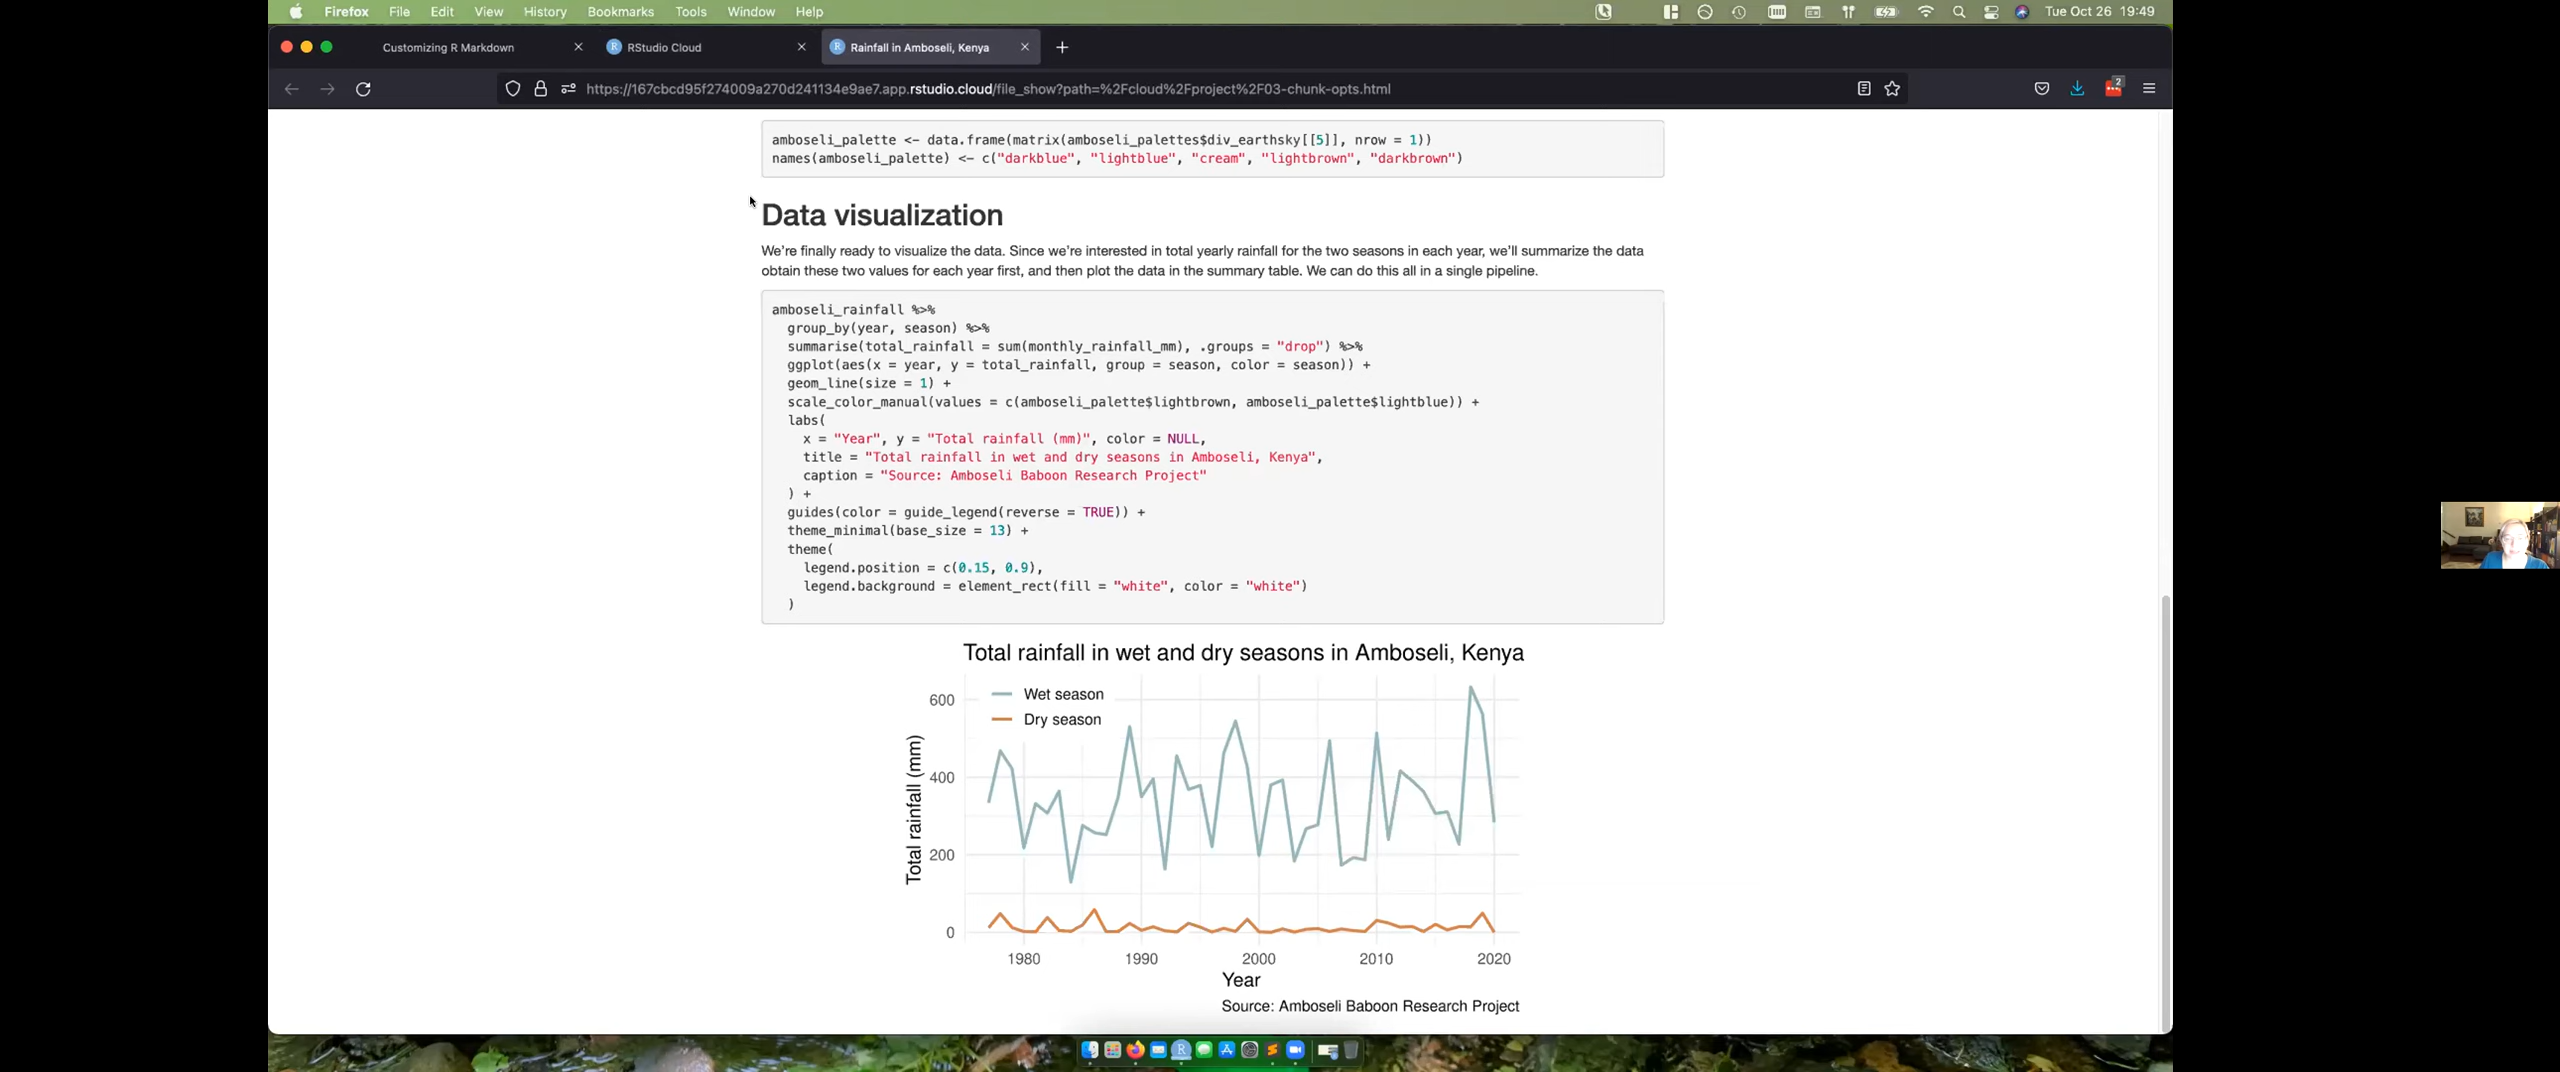 Firefox File Edit View History Bookmarks Tools Window Help Tue Oct 26 19:49
Customizing R Markdown RStudio Cloud Rainfall in Amboseli, Kenya
https://167cbcd95f274009a270d241134e9ae7.app.rstudio.cloud/file_show?path=%2Fcloud%2Fproject%2F03-chunk-opts.html 2
amboseli_palette <- data.frame(matrix(amboseli_palettes$div_earthsky[[5]], nrow = 1))
names(amboseli_palette) <- c("darkblue", "lightblue", "cream", "lightbrown", "darkbrown")
Data visualization
We're finally ready to visualize the data. Since we're interested in total yearly rainfall for the two seasons in each year, we'll summarize the data
obtain these two values for each year first, and then plot the data in the summary table. We can do this all in a single pipeline.
amboseli_rainfall %>%
group_by(year, season) %>%
summarise(total_rainfall = sum(monthly_rainfall_mm), .groups = "drop") %>%
ggplot(aes(x = year, y = total_rainfall, group = season, color = season)) +
geom_line(size = 1) +
scale_color_manual(values = c(amboseli_palette$lightbrown, amboseli_palette$lightblue)) +
labs(
x = "Year", y = "Total rainfall (mm)", color = NULL,
title = "Total rainfall in wet and dry seasons in Amboseli, Kenya",
caption = "Source: Amboseli Baboon Research Project"
) +
guides(color = guide_legend(reverse = TRUE)) +
theme_minimal(base_size = 13) +
theme(
legend.position = c(0.15, 0.9),
legend.background = element_rect(fill = "white", color = "white")
)
Total rainfall in wet and dry seasons in Amboseli, Kenya
Wet season
Dry season
600
400
200
0
Total rainfall (mm)
1980 1990 2000 2010 2020
Year
Source: Amboseli Baboon Research Project